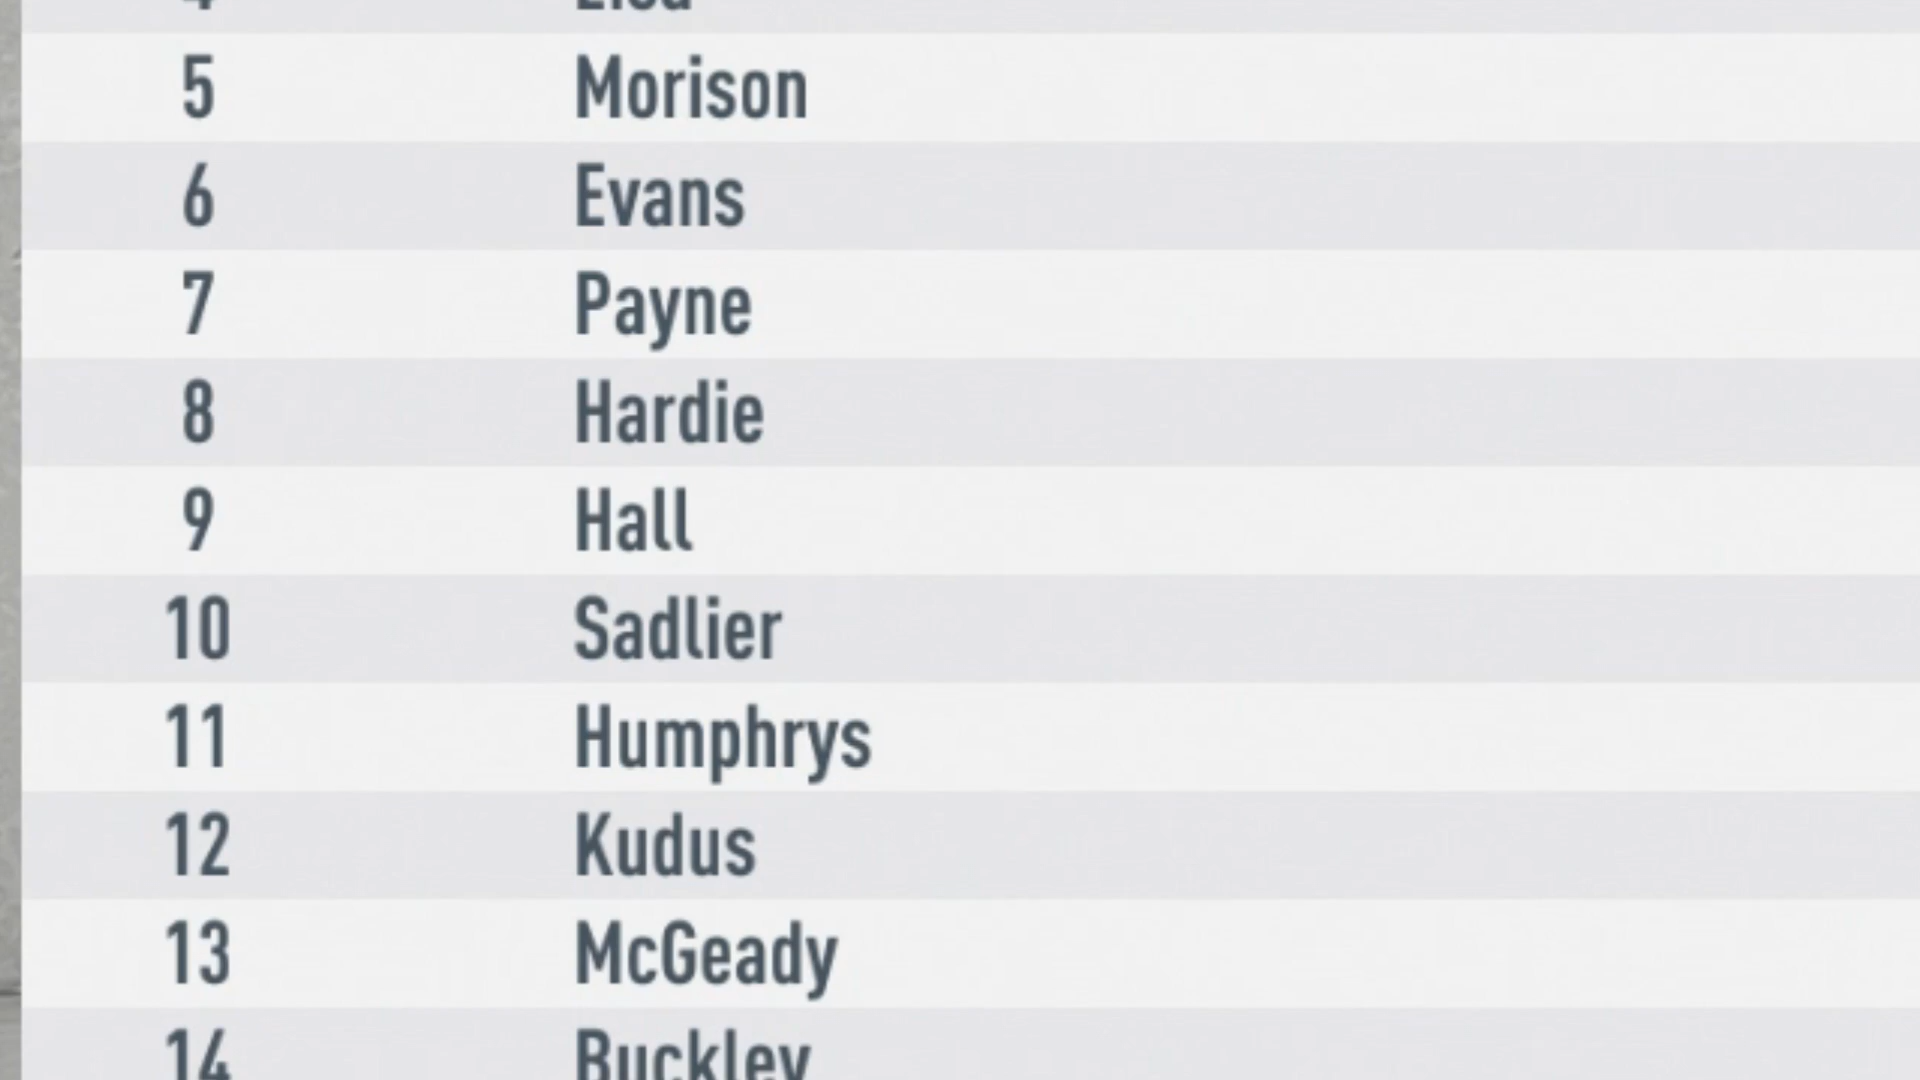 5 Morison
6 Evans
7 Payne
8 Hardie
9 Hall
10 Sadlier
11 Humphrys
12 Kudus
13 McGeady
14 Buckley